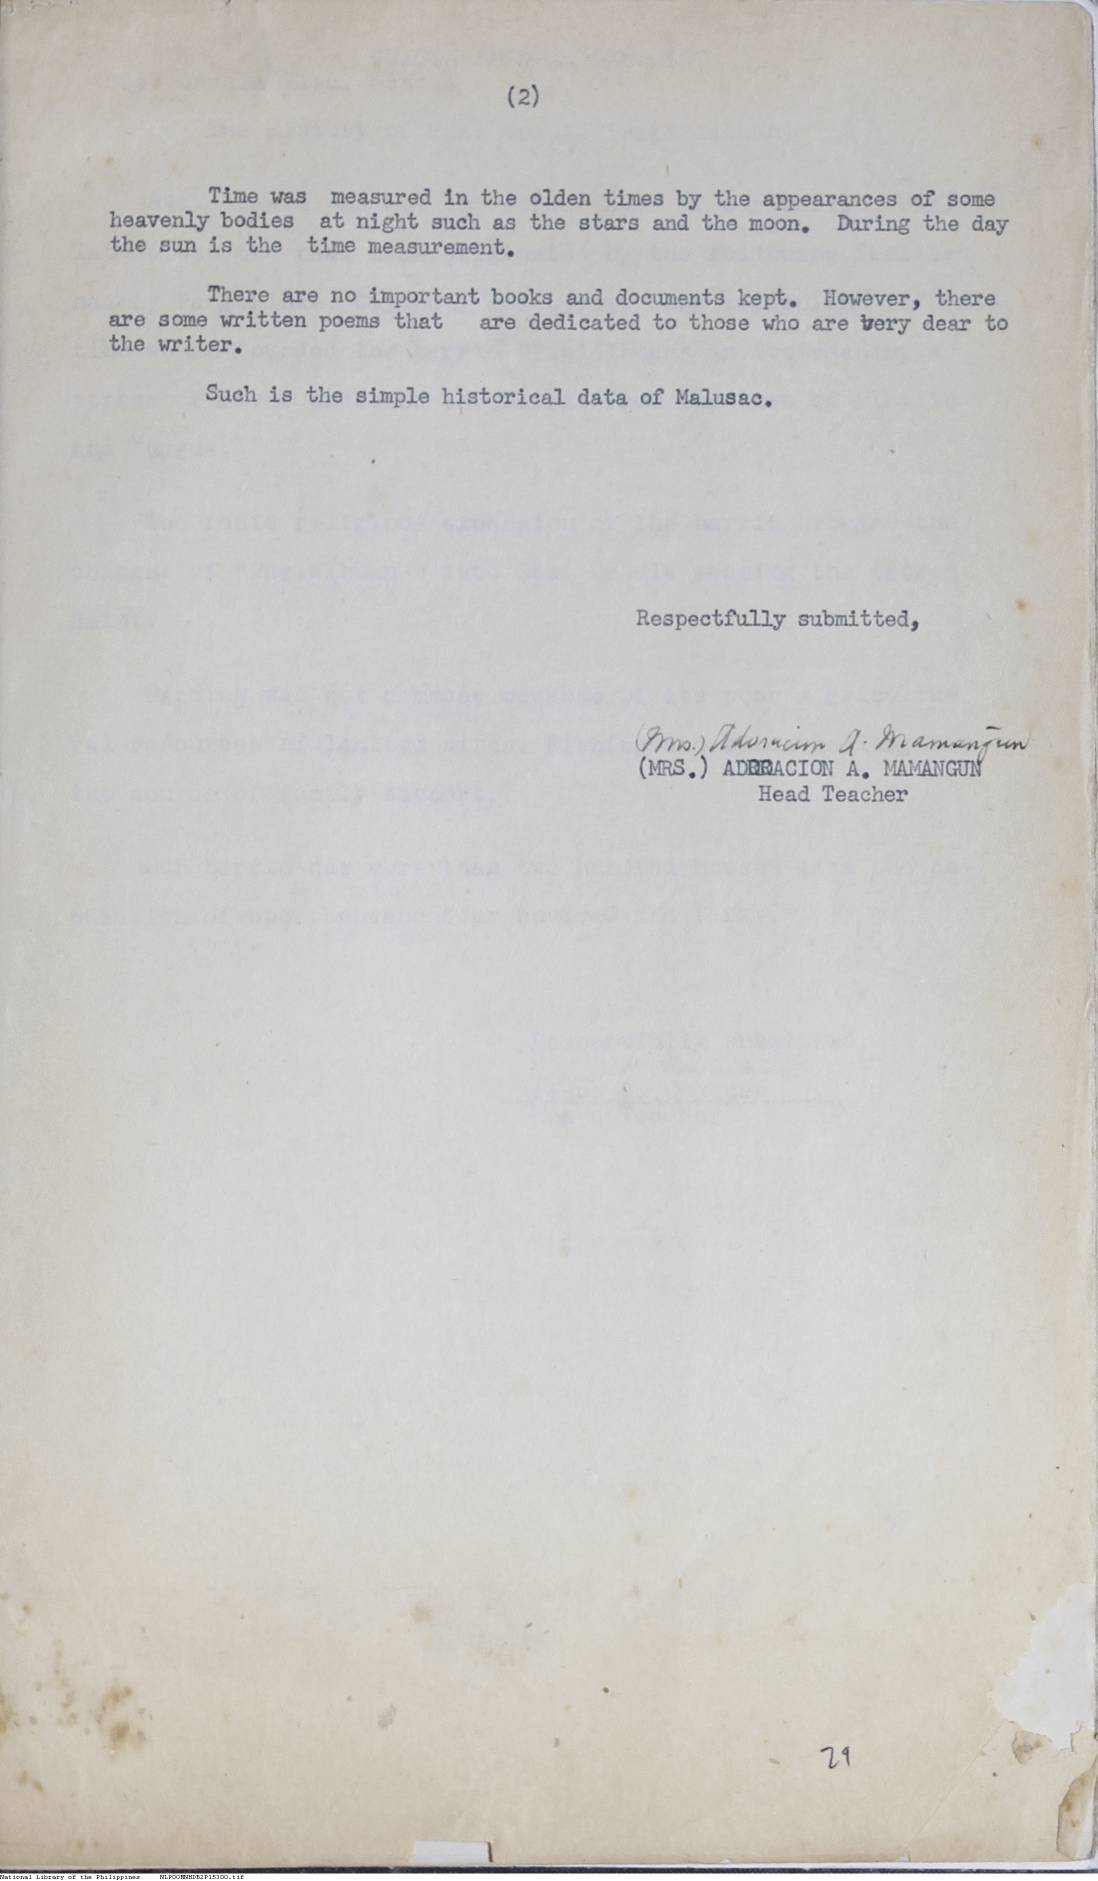 (2)
Time was measured in the olden times by the appearances of some
heavenly bodies at night such as the stars and the moon. During the day
the sun is the time measurement.
There are no important books and documents kept. However, there
are some written poems that are dedicated to those who are very dear to
the writer.
Such is the simple historical data of Malusac.
Respectfully submitted,
(Mrs.) Adoracion A. Mamangun
(MRS.) ADORACION A. MAMANGUN
Head Teacher
29
National Library of the Philippines NLPOOMNHDB2P15300.tif